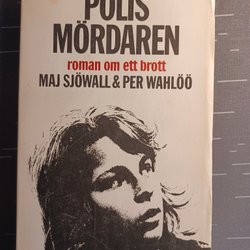 POLIS
MÖRDAREN
roman om ett brott
MAJ SJÖWALL & PER WAHLÖÖ